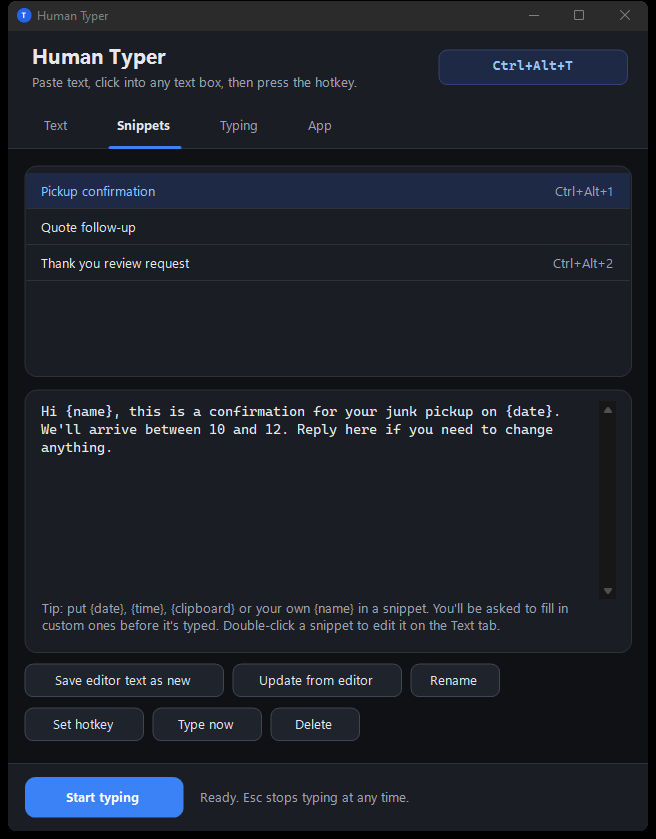 T Human Typer
Human Typer
Paste text, click into any text box, then press the hotkey.
Ctrl+Alt+T
Text Snippets Typing App
Pickup confirmation Ctrl+Alt+1
Quote follow-up
Thank you review request Ctrl+Alt+2
Hi {name}, this is a confirmation for your junk pickup on {date}.
We'll arrive between 10 and 12. Reply here if you need to change
anything.
Tip: put {date}, {time}, {clipboard} or your own {name} in a snippet. You'll be asked to fill in
custom ones before it's typed. Double-click a snippet to edit it on the Text tab.
Save editor text as new Update from editor Rename
Set hotkey Type now Delete
Start typing Ready. Esc stops typing at any time.